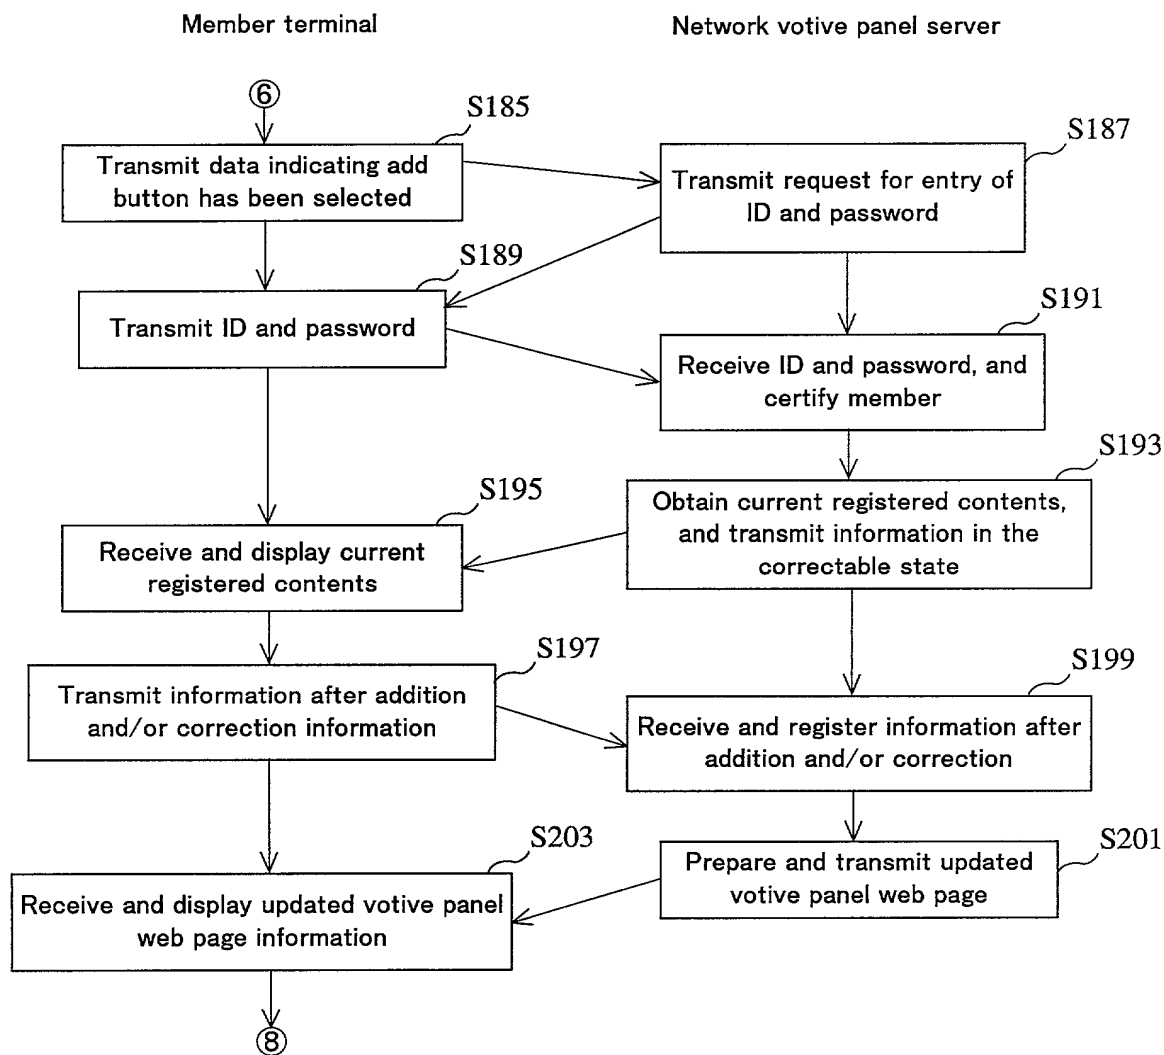 Member terminal
Network votive panel server
⑥
S185
Transmit data indicating add
button has been selected
S187
Transmit request for entry of
ID and password
S189
Transmit ID and password
S191
Receive ID and password, and
certify member
S193
Obtain current registered contents,
and transmit information in the
correctable state
S195
Receive and display current
registered contents
S197
Transmit information after addition
and/or correction information
S199
Receive and register information after
addition and/or correction
S201
Prepare and transmit updated
votive panel web page
S203
Receive and display updated votive panel
web page information
⑧